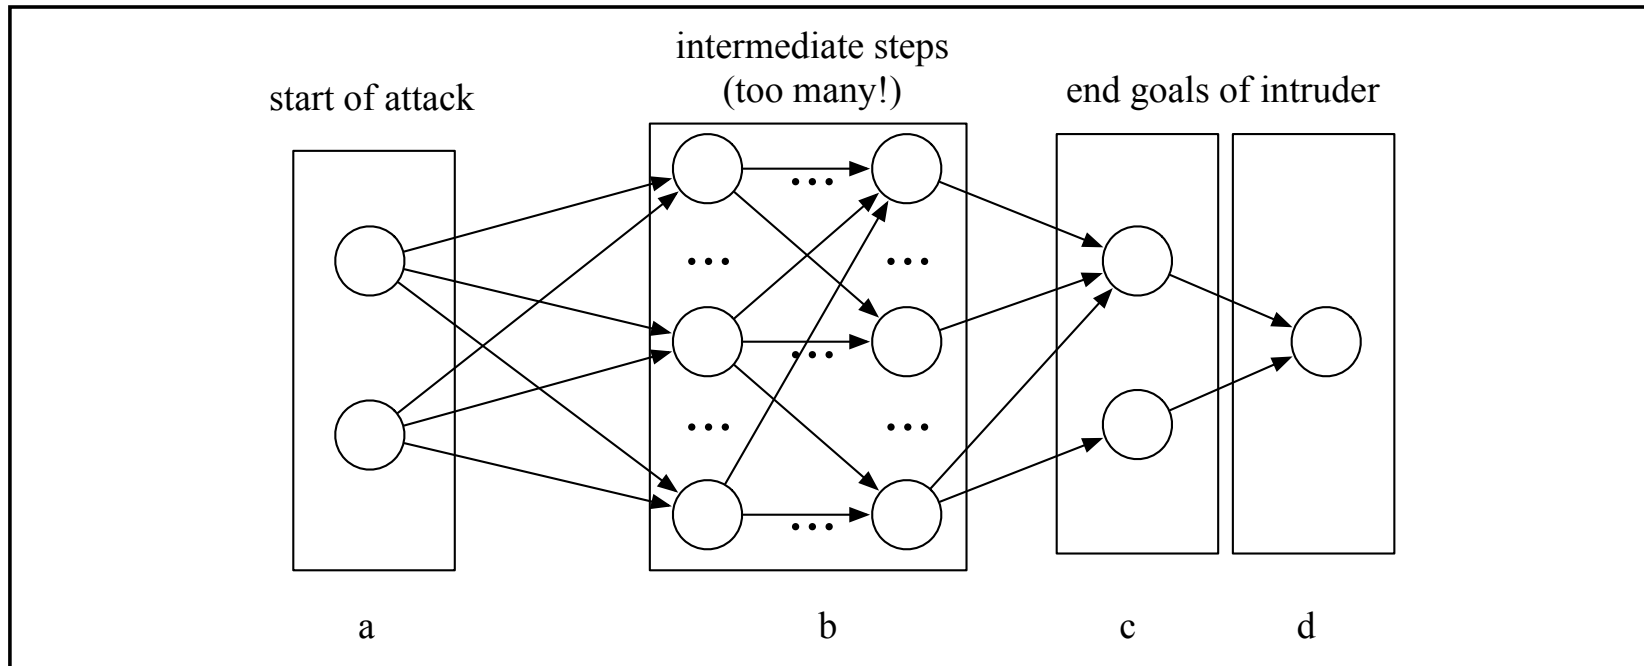 start of attack
intermediate steps
(too many!)
end goals of intruder
...
...
...
...
...
...
...
a
b
c
d